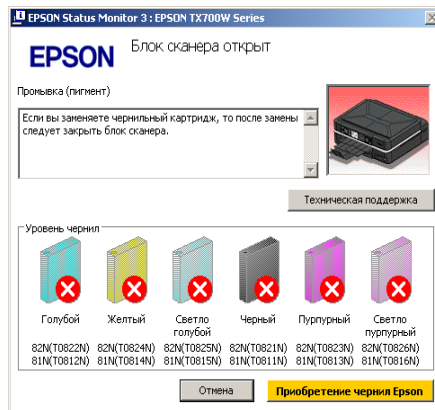 EPSON Status Monitor 3 : EPSON TX700W Series
EPSON
Блок сканера открыт
Промывка (пигмент)
Если вы заменяете чернильный картридж, то после замены
следует закрыть блок сканера.
Техническая поддержка
Уровень чернил
Голубой Желтый Светло голубой Черный Пурпурный Светло пурпурный
82N(T0822N) 82N(T0824N) 82N(T0825N) 82N(T0821N) 82N(T0823N) 82N(T0826N)
81N(T0812N) 81N(T0814N) 81N(T0815N) 81N(T0811N) 81N(T0813N) 81N(T0816N)
Отмена Приобретение чернил Epson